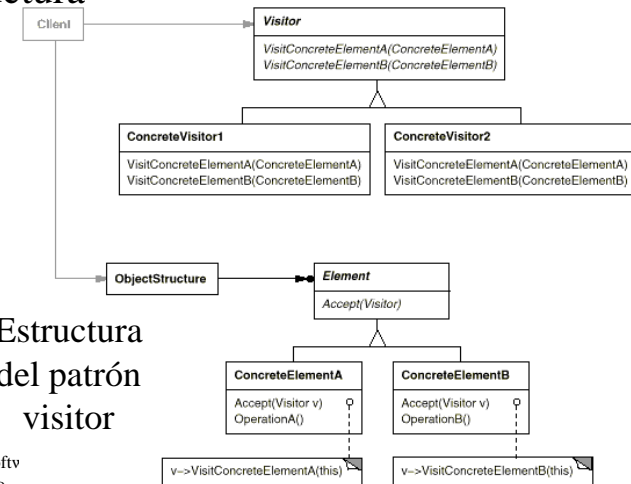 Client
Visitor
VisitConcreteElementA(ConcreteElementA)
VisitConcreteElementB(ConcreteElementB)
ConcreteVisitor1
VisitConcreteElementA(ConcreteElementA)
VisitConcreteElementB(ConcreteElementB)
ConcreteVisitor2
VisitConcreteElementA(ConcreteElementA)
VisitConcreteElementB(ConcreteElementB)
ObjectStructure
Element
Accept(Visitor)
Estructura
del patrón
visitor
ConcreteElementA
Accept(Visitor v)
OperationA()
ConcreteElementB
Accept(Visitor v)
OperationB()
v->VisitConcreteElementA(this)
v->VisitConcreteElementB(this)